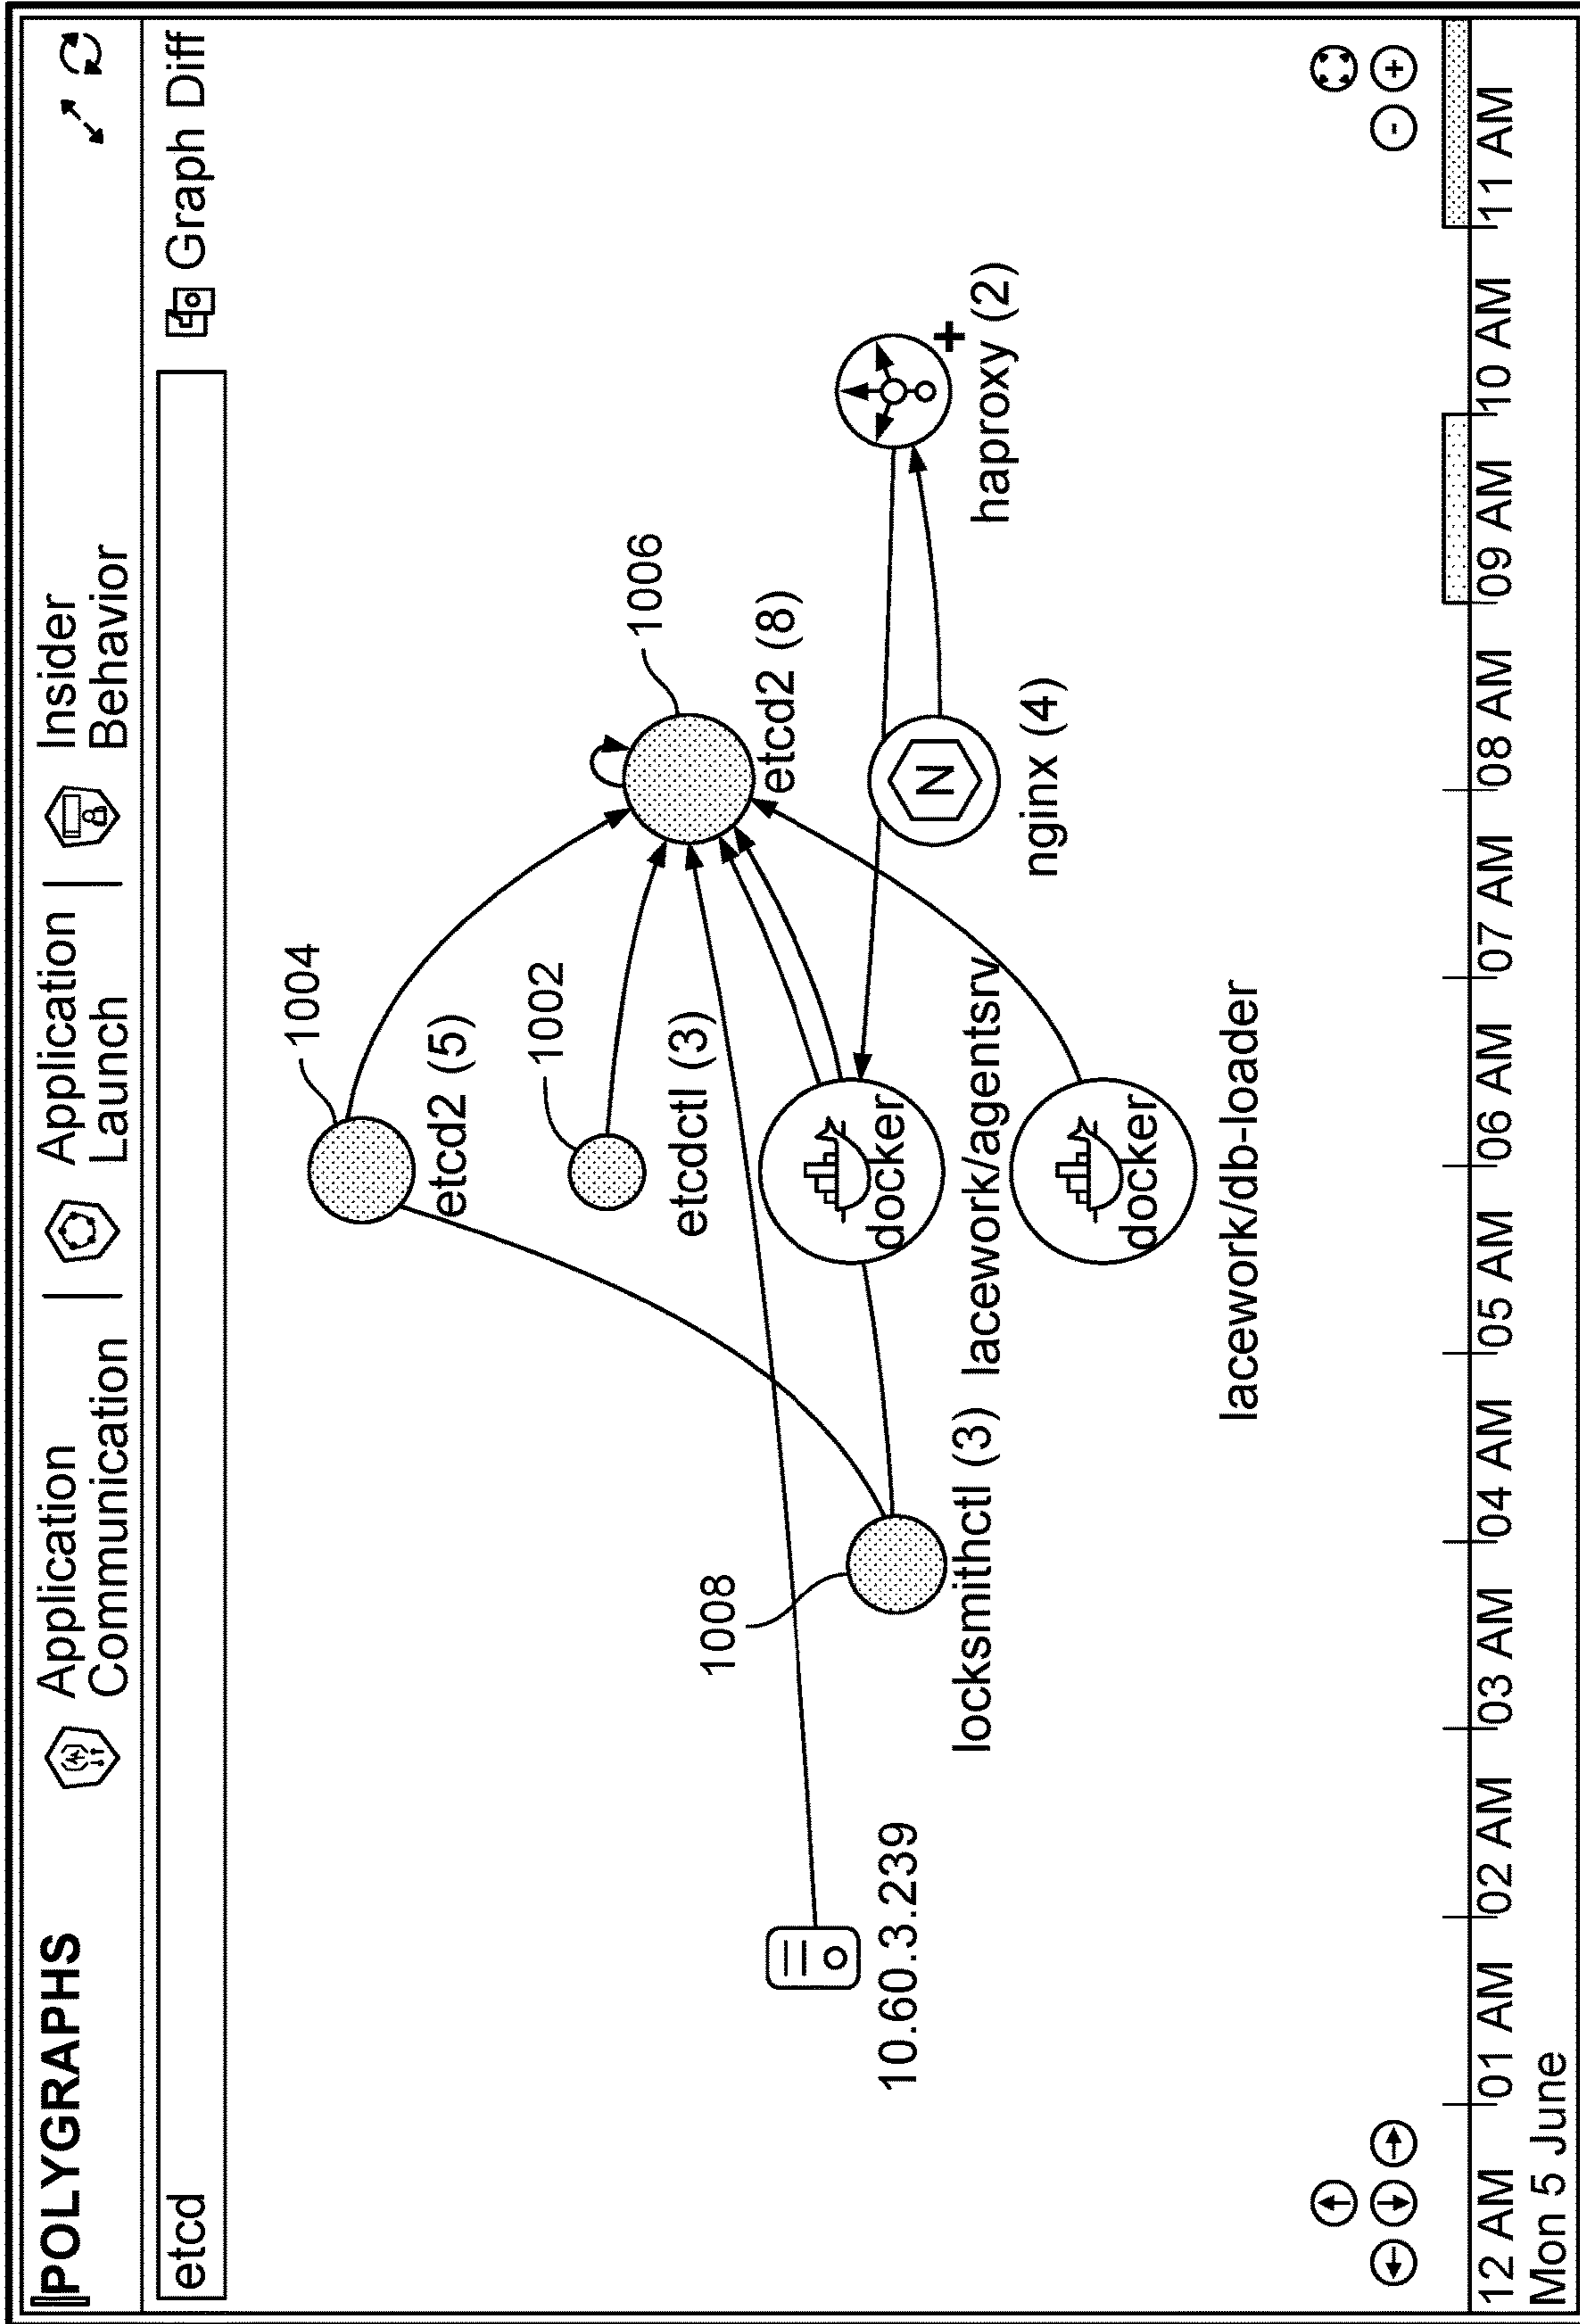 POLYGRAPHS
Application
Communication
Application
Launch
Insider
Behavior
etcd
Graph Diff
1004
etcd2 (5)
1002
etcdctl (3)
1006
etcd2 (8)
1008
locksmithctl (3)
10.60.3.239
docker
lacework/agentsrv
docker
lacework/db-loader
N
nginx (4)
+
haproxy (2)
- +
12 AM 01 AM 02 AM 03 AM 04 AM 05 AM 06 AM 07 AM 08 AM 09 AM 10 AM 11 AM
Mon 5 June